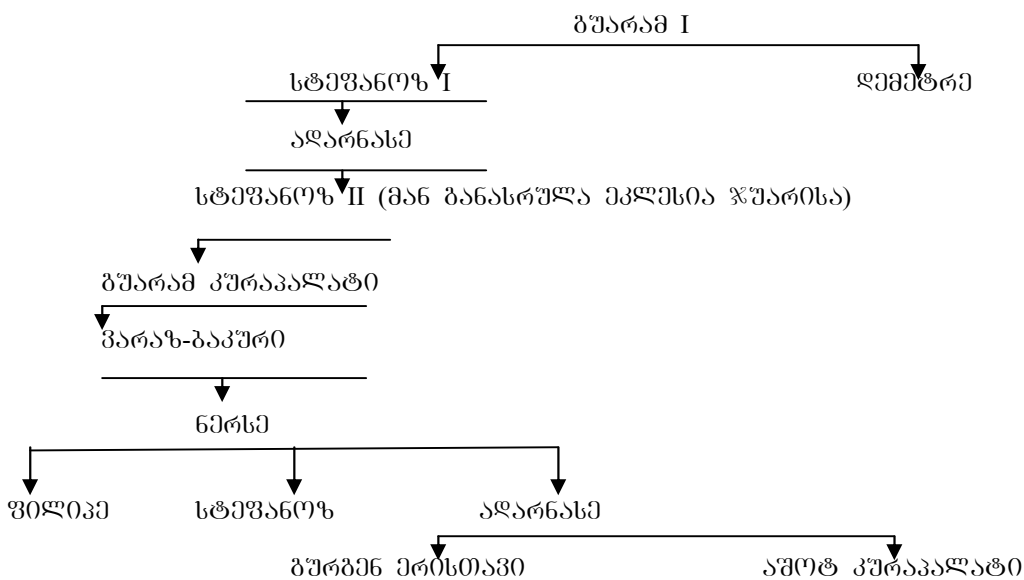 გუარამ I
სტეფანოზ I დემეტრე
ადარნასე
სტეფანოზ II (მან განასრულა ეკლესია ჯუარისა)
გუარამ კურაპალატი
ვარაზ-ბაკური
ნერსე
ფილიპე სტეფანოზ ადარნასე
გურგენ ერისთავი აშოტ კურაპალატი